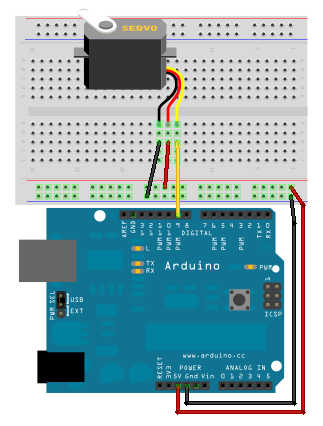 SERVO
AREF
GND
13
12
11
10
9
8
7
6
5
4
3
2
1
0
PWM
PWM
PWM
PWM
PWM
PWM
TX
RX
DIGITAL
L
TX
RX
Arduino
PWR
1
PWR SEL
USB
EXT
ICSP
www.arduino.cc
POWER
ANALOG IN
RESET
3V3
5V Gnd Vin
0 1 2 3 4 5